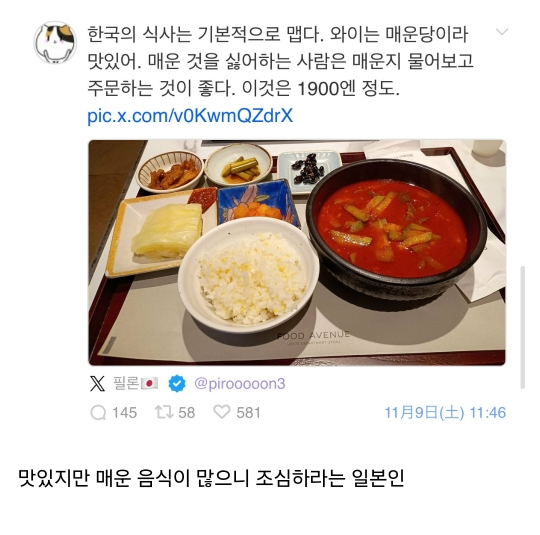 한국의 식사는 기본적으로 맵다. 와이는 매운당이라
맛있어. 매운 것을 싫어하는 사람은 매운지 물어보고
주문하는 것이 좋다. 이것은 1900엔 정도.
pic.x.com/v0KwmQZdrX
FOOD AVENUE
필론🇯🇵 @pirooooon3
145 58 581 11月9日(土) 11:46
맛있지만 매운 음식이 많으니 조심하라는 일본인